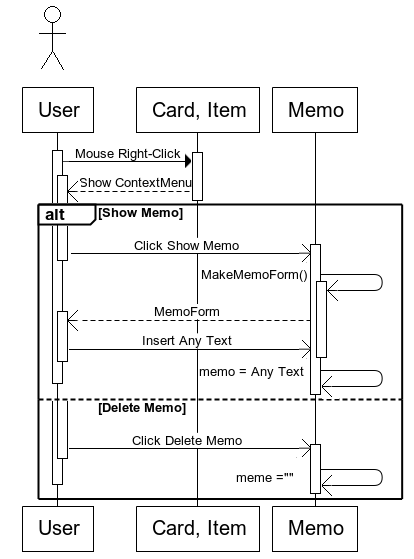 User
Card, Item
Memo
Mouse Right-Click
Show ContextMenu
alt
[Show Memo]
Click Show Memo
MakeMemoForm()
MemoForm
Insert Any Text
memo = Any Text
[Delete Memo]
Click Delete Memo
meme =""
User
Card, Item
Memo